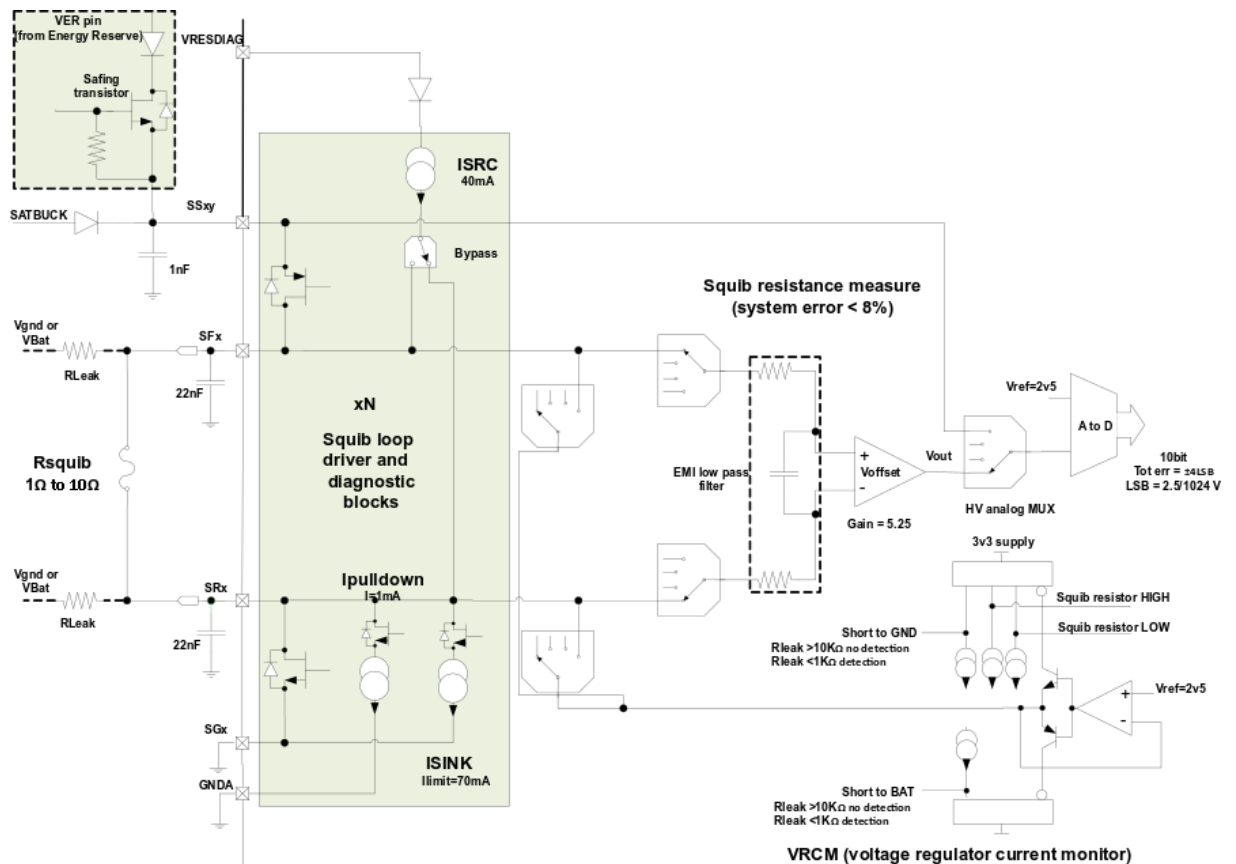 VER pin
(from Energy Reserve)
VRESDIAG
Safing
transistor
ISRC
40mA
SATBUCK
SSxy
Bypass
1nF
Squib resistance measure
(system error < 8%)
Vgnd or
VBat
SFx
RLeak
22nF
Vref=2v5
xN
Squib loop
driver and
diagnostic
blocks
A to D
Rsquib
1Ω to 10Ω
EMI low pass
filter
+
Voffset
-
Vout
10bit
Tot err = ±4LSB
LSB = 2.5/1024 V
Gain = 5.25
HV analog MUX
3v3 supply
Vgnd or
VBat
SRx
Ipulldown
I=1mA
RLeak
22nF
Squib resistor HIGH
Short to GND
Squib resistor LOW
Rleak >10KΩ no detection
Rleak <1KΩ detection
+
Vref=2v5
-
SGx
ISINK
Ilimit=70mA
GNDA
Short to BAT
Rleak >10KΩ no detection
Rleak <1KΩ detection
VRCM (voltage regulator current monitor)